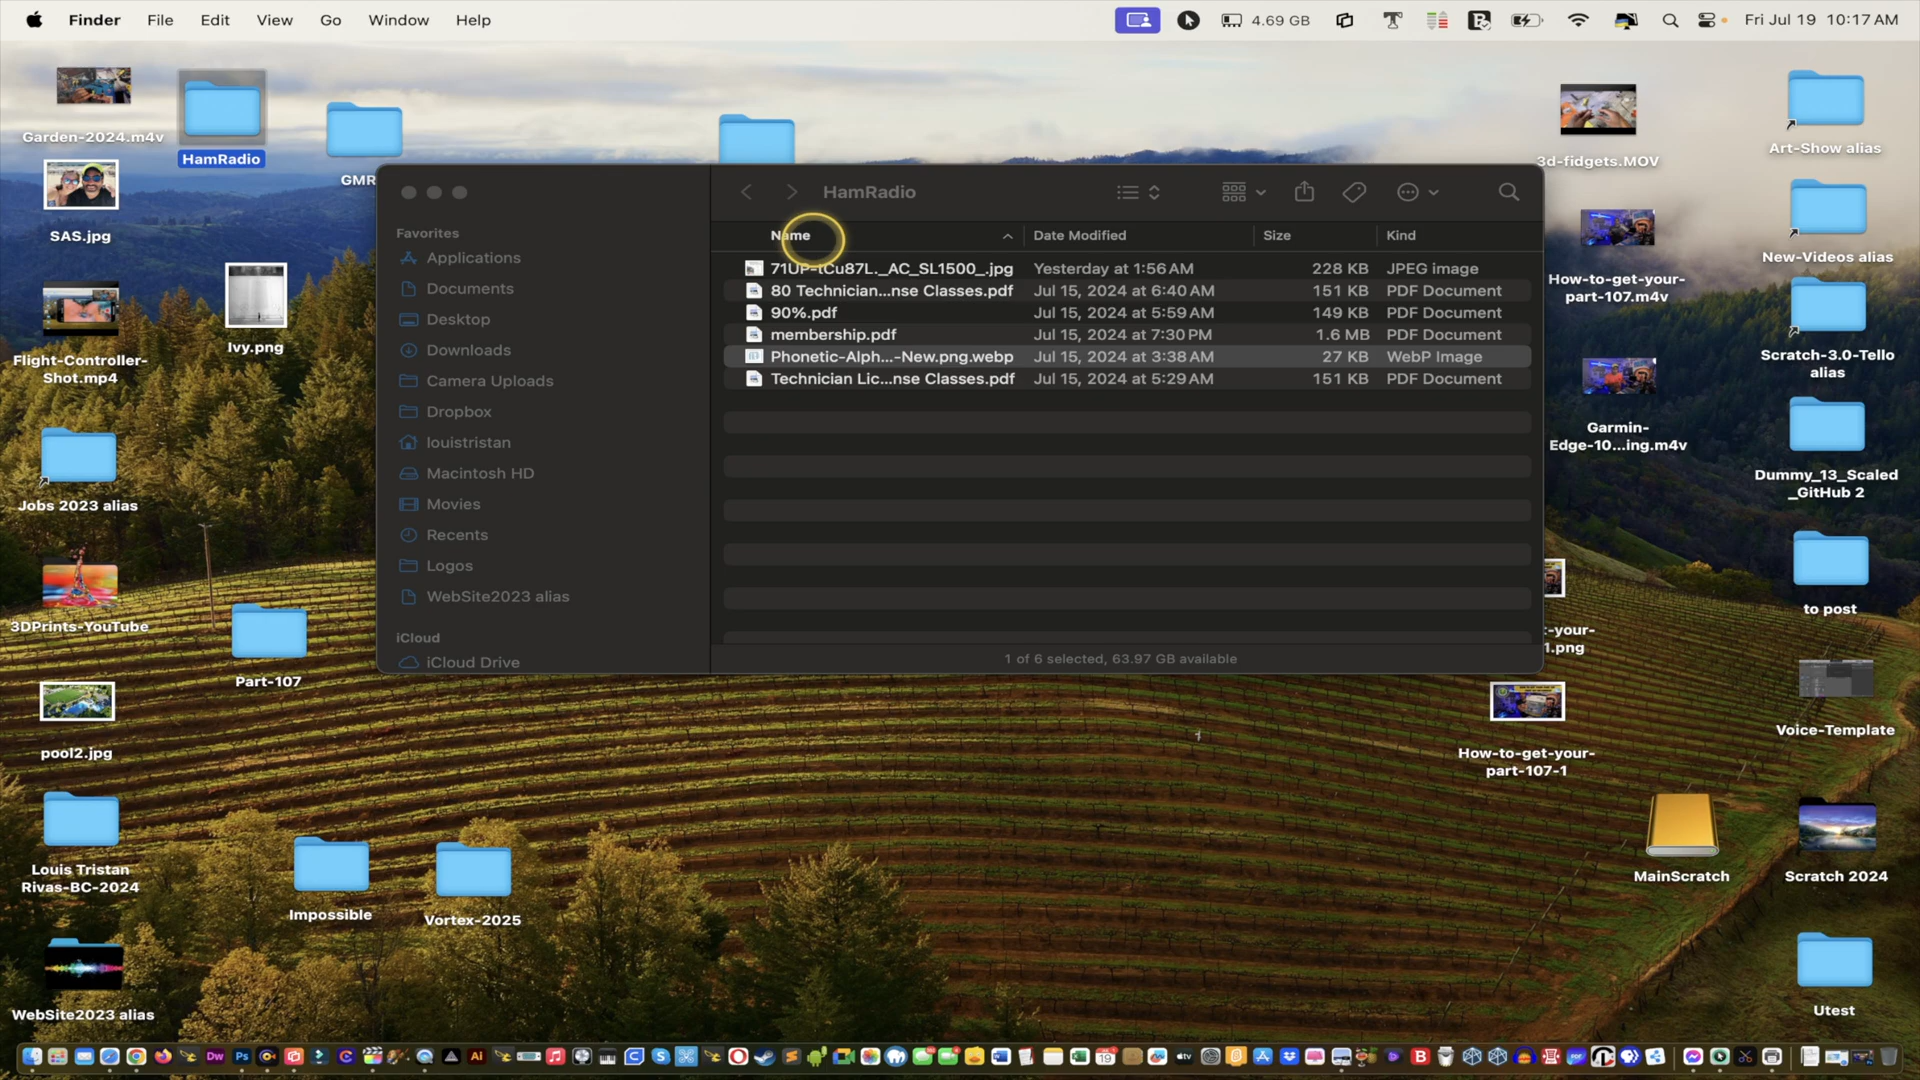 Finder File Edit View Go Window Help
4.69 GB
Fri Jul 19 10:17 AM
Garden-2024.m4v
HamRadio
GMR
3d-fidgets.MOV
Art-Show alias
SAS.jpg
Ivy.png
Flight-Controller-
Shot.mp4
Jobs 2023 alias
3DPrints-YouTube
Part-107
pool2.jpg
Louis Tristan
Rivas-BC-2024
Impossible
Vortex-2025
WebSite2023 alias
HamRadio
Favorites
Applications
Documents
Desktop
Downloads
Camera Uploads
Dropbox
louistristan
Macintosh HD
Movies
Recents
Logos
WebSite2023 alias
iCloud
iCloud Drive
Name Date Modified Size Kind
71UP-tCu87L._AC_SL1500_.jpg Yesterday at 1:56 AM 228 KB JPEG image
80 Technician...nse Classes.pdf Jul 15, 2024 at 6:40 AM 151 KB PDF Document
90%.pdf Jul 15, 2024 at 5:59 AM 149 KB PDF Document
membership.pdf Jul 15, 2024 at 7:30 PM 1.6 MB PDF Document
Phonetic-Alph...-New.png.webp Jul 15, 2024 at 3:38 AM 27 KB WebP Image
Technician Lic...nse Classes.pdf Jul 15, 2024 at 5:29 AM 151 KB PDF Document
1 of 6 selected, 63.97 GB available
How-to-get-your-
part-107.m4v
New-Videos alias
Scratch-3.0-Tello
alias
Garmin-
Edge-10...ing.m4v
Dummy_13_Scaled
_GitHub 2
to post
-your-
1.png
Voice-Template
How-to-get-your-
part-107-1
MainScratch
Scratch 2024
Utest
Dw
Ps
Ai
19
tv
B